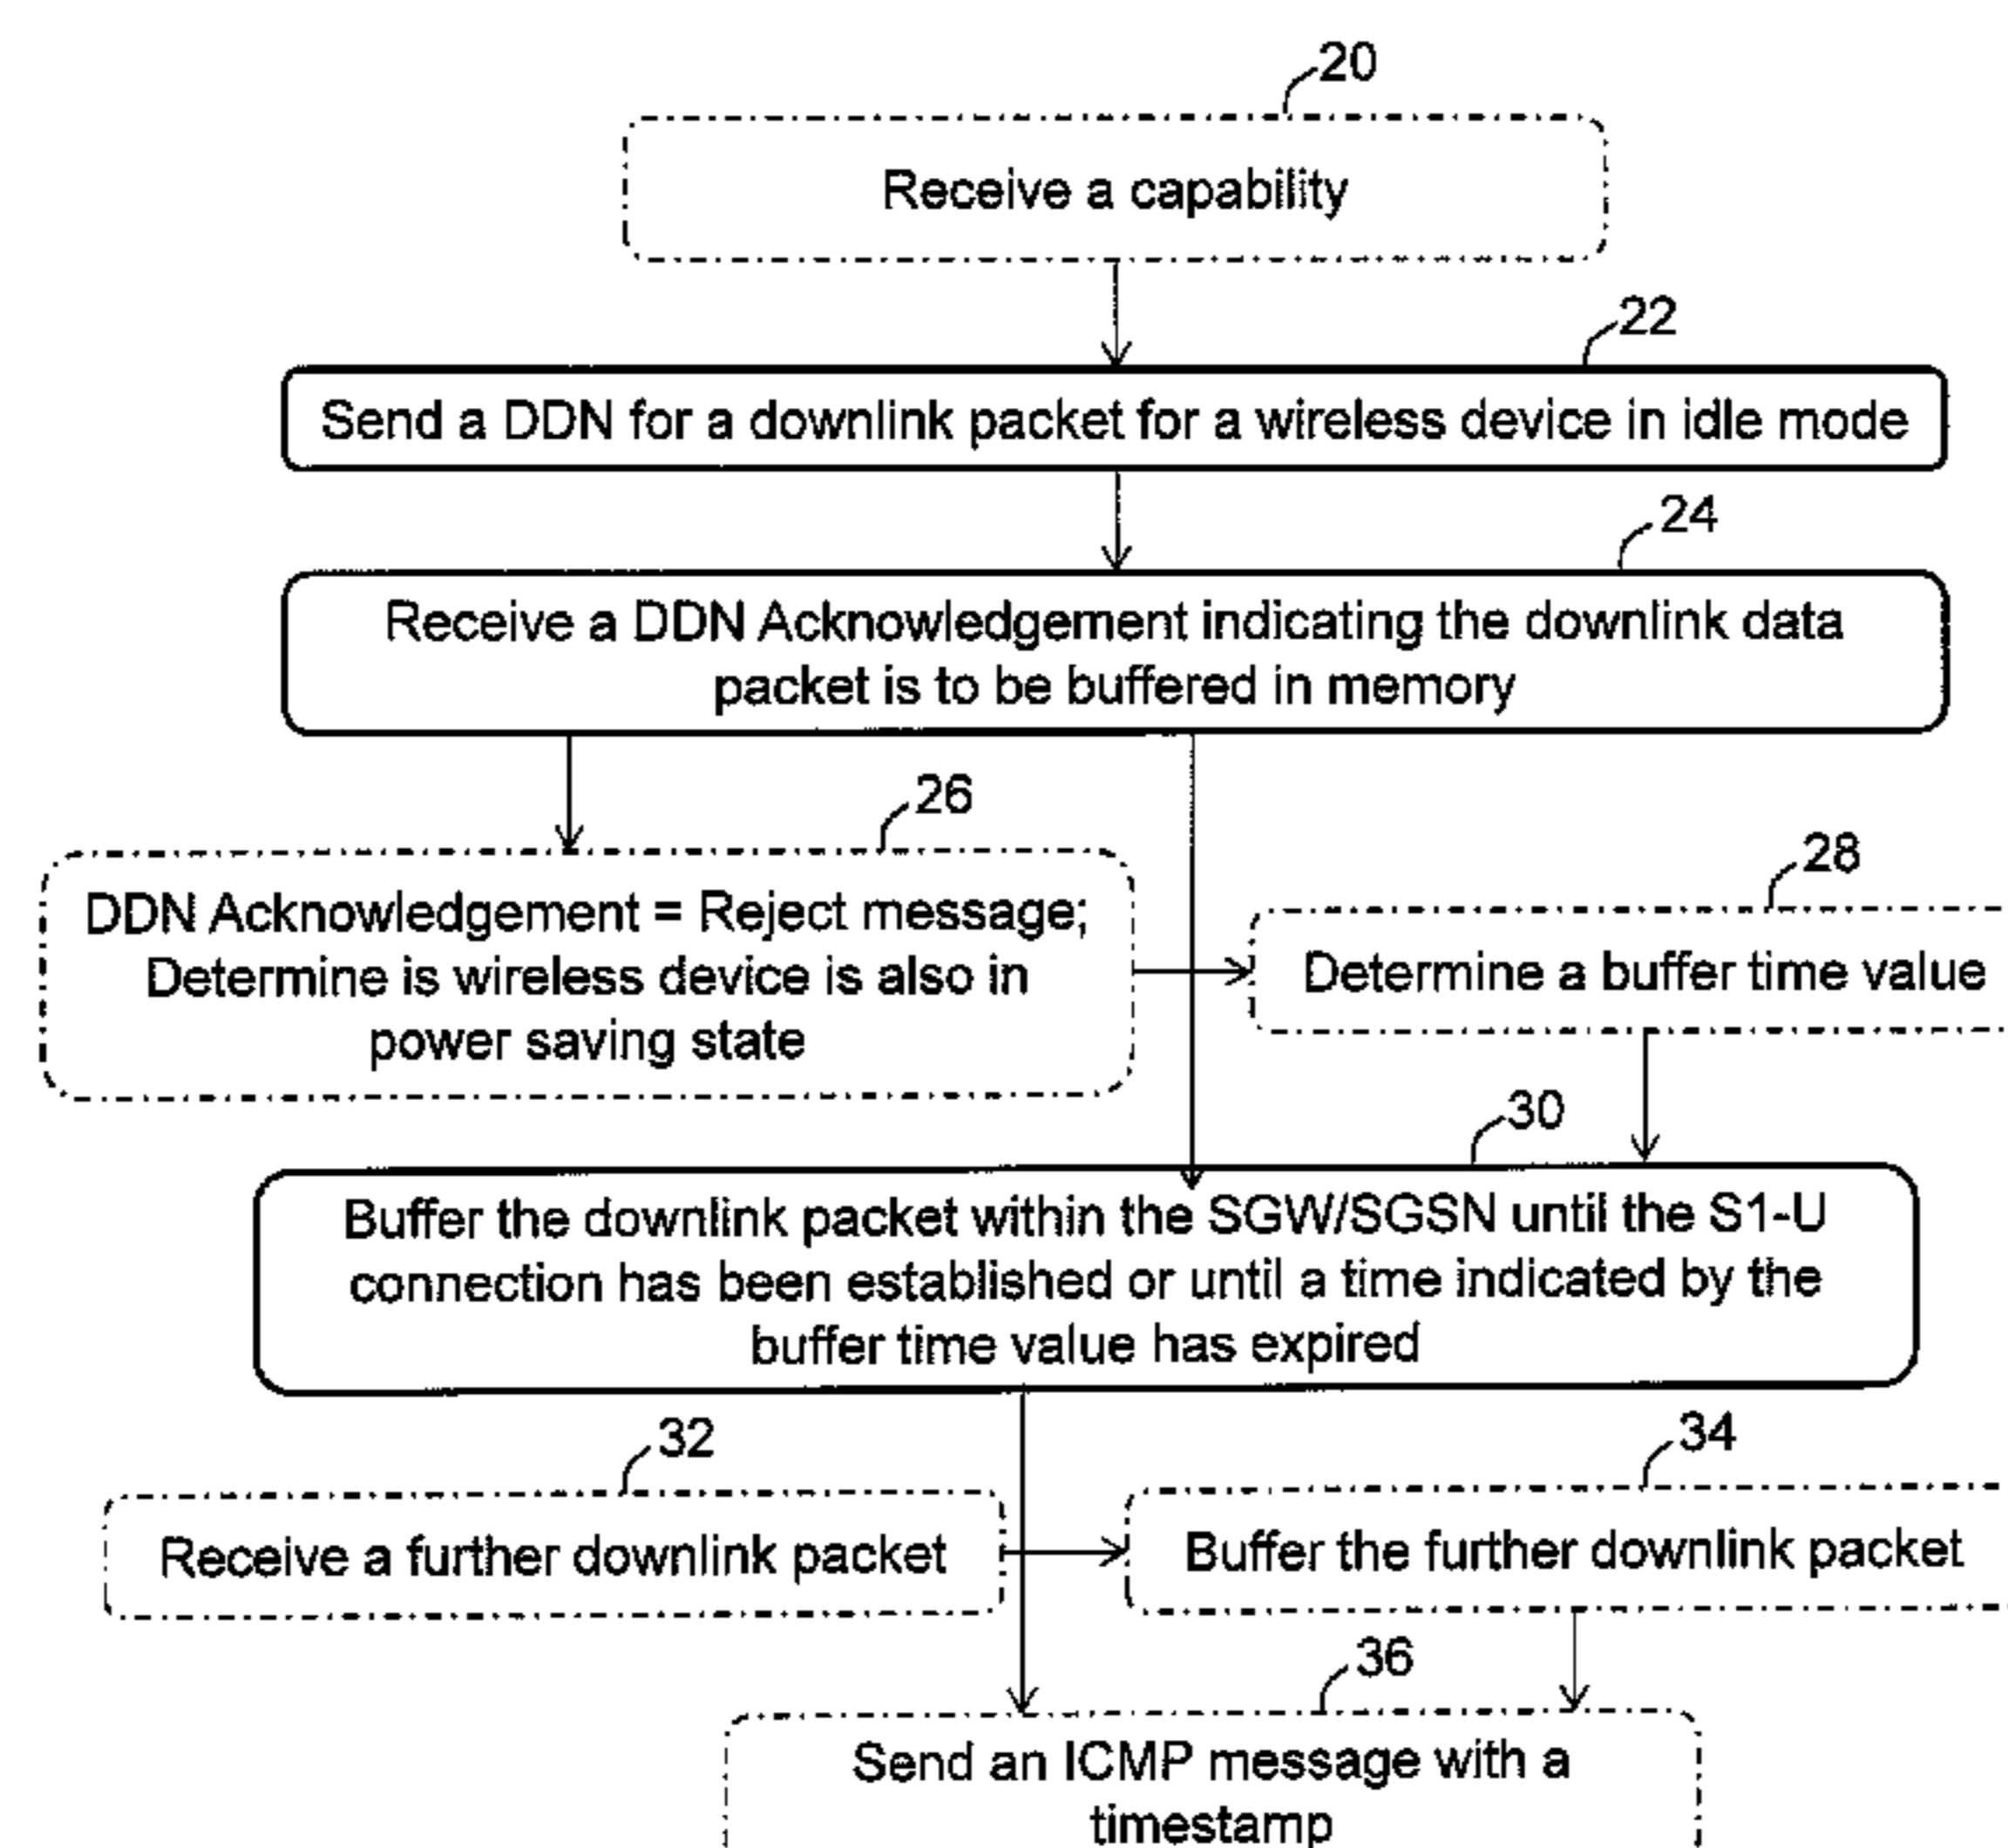 20
Receive a capability
22
Send a DDN for a downlink packet for a wireless device in idle mode
24
Receive a DDN Acknowledgement indicating the downlink data
packet is to be buffered in memory
26
DDN Acknowledgement = Reject message;
Determine is wireless device is also in
power saving state
28
Determine a buffer time value
30
Buffer the downlink packet within the SGW/SGSN until the S1-U
connection has been established or until a time indicated by the
buffer time value has expired
32
Receive a further downlink packet
34
Buffer the further downlink packet
36
Send an ICMP message with a
timestamp